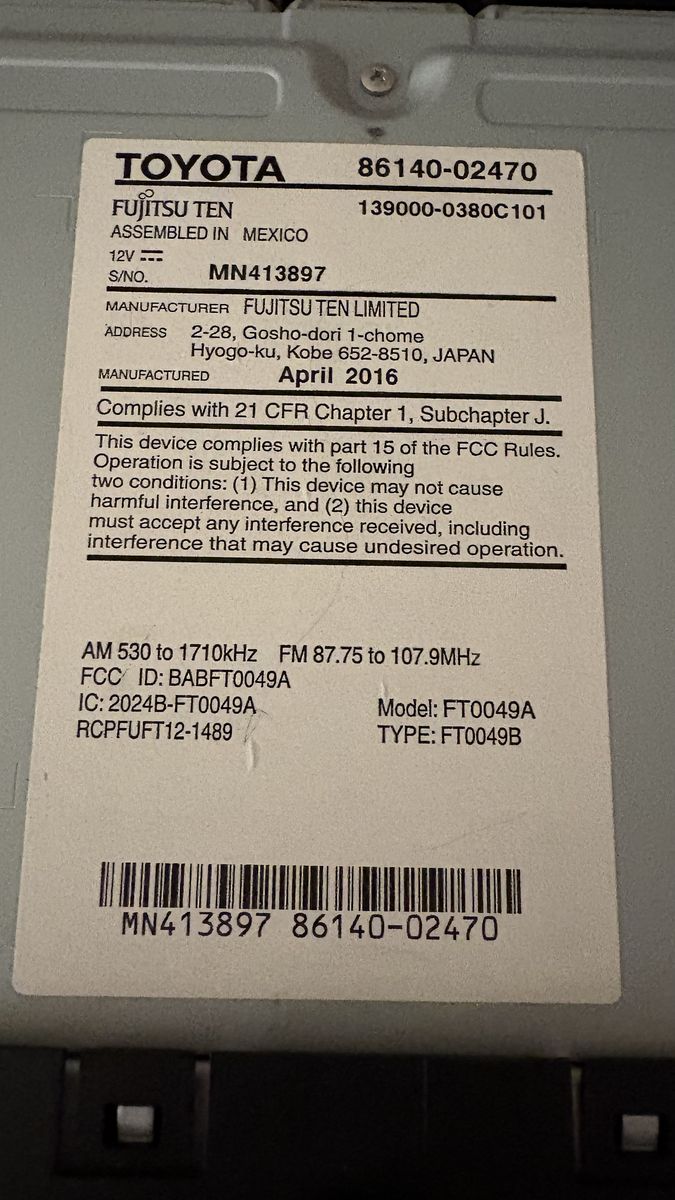 TOYOTA 86140-02470
FUJITSU TEN 139000-0380C101
ASSEMBLED IN MEXICO
12V
S/NO. MN413897
MANUFACTURER FUJITSU TEN LIMITED
ADDRESS 2-28, Gosho-dori 1-chome
Hyogo-ku, Kobe 652-8510, JAPAN
MANUFACTURED April 2016
Complies with 21 CFR Chapter 1, Subchapter J.
This device complies with part 15 of the FCC Rules.
Operation is subject to the following
two conditions: (1) This device may not cause
harmful interference, and (2) this device
must accept any interference received, including
interference that may cause undesired operation.
AM 530 to 1710kHz FM 87.75 to 107.9MHz
FCC ID: BABFT0049A
IC: 2024B-FT0049A Model: FT0049A
RCPFUFT12-1489 TYPE: FT0049B
MN413897 86140-02470